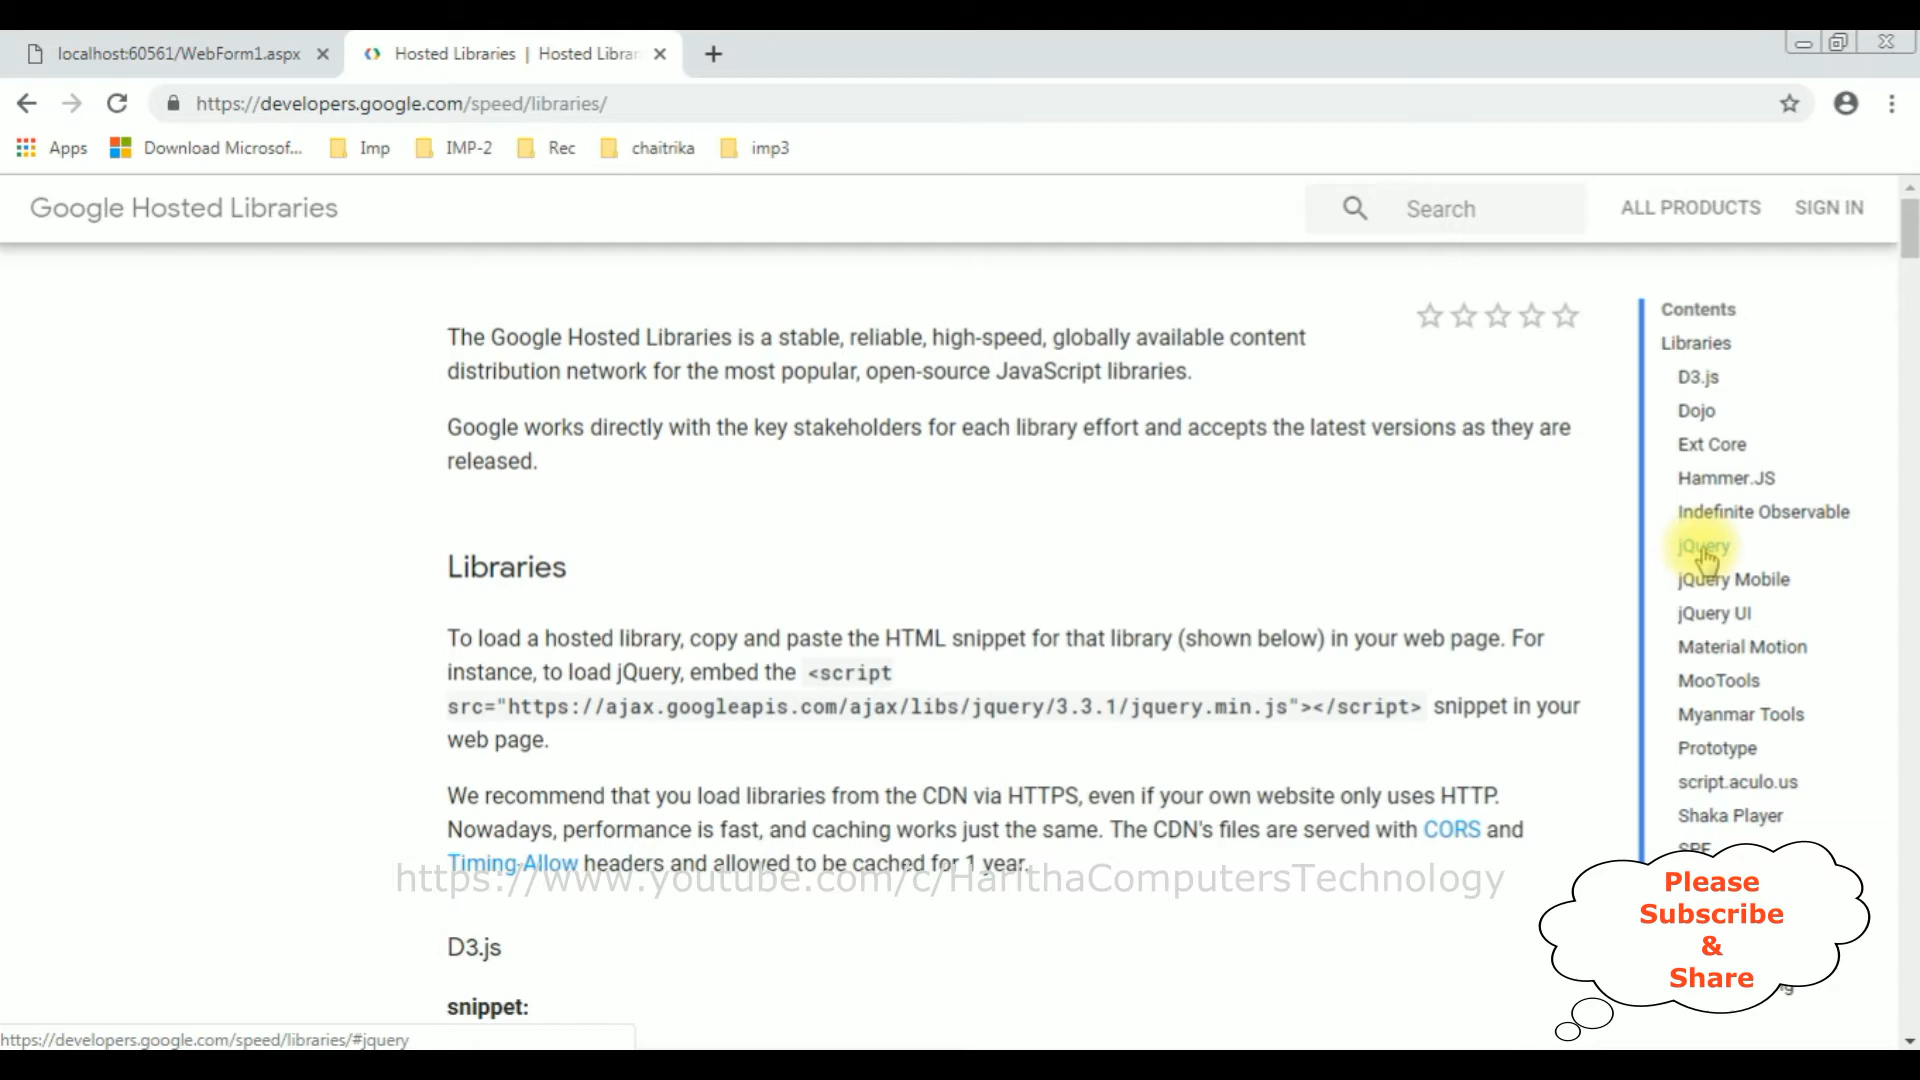 localhost:60561/WebForm1.aspx
Hosted Libraries | Hosted Librar
https://developers.google.com/speed/libraries/
Apps
Download Microsof...
Imp
IMP-2
Rec
chaitrika
imp3
Google Hosted Libraries
Search
ALL PRODUCTS
SIGN IN
The Google Hosted Libraries is a stable, reliable, high-speed, globally available content
distribution network for the most popular, open-source JavaScript libraries.
Google works directly with the key stakeholders for each library effort and accepts the latest versions as they are
released.
Libraries
To load a hosted library, copy and paste the HTML snippet for that library (shown below) in your web page. For
instance, to load jQuery, embed the <script
src="https://ajax.googleapis.com/ajax/libs/jquery/3.3.1/jquery.min.js"></script> snippet in your
web page.
We recommend that you load libraries from the CDN via HTTPS, even if your own website only uses HTTP.
Nowadays, performance is fast, and caching works just the same. The CDN's files are served with CORS and
Timing-Allow headers and allowed to be cached for 1 year.
https://www.youtube.com/c/HarithaComputersTechnology
D3.js
snippet:
Contents
Libraries
D3.js
Dojo
Ext Core
Hammer.JS
Indefinite Observable
jQuery
jQuery Mobile
jQuery UI
Material Motion
MooTools
Myanmar Tools
Prototype
script.aculo.us
Shaka Player
SPF
Please
Subscribe
&
Share
https://developers.google.com/speed/libraries/#jquery